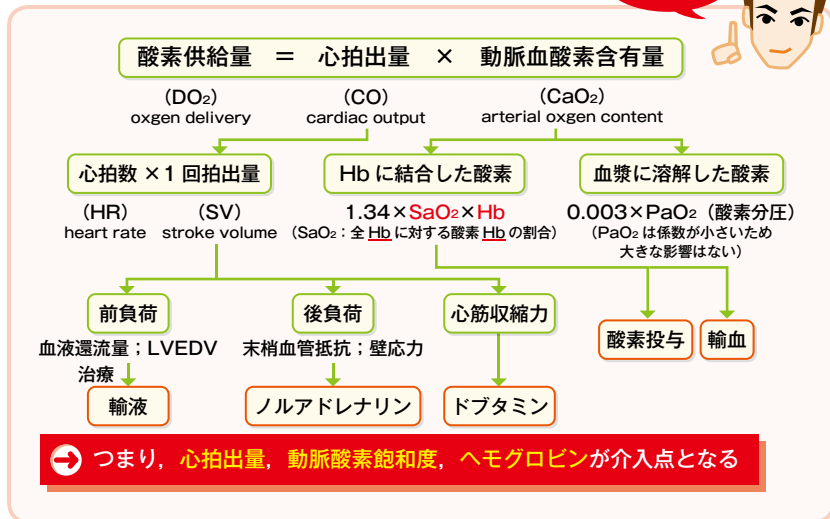 酸素供給量 ＝ 心拍出量 × 動脈血酸素含有量
（DO₂） （CO） （CaO₂）
oxgen delivery cardiac output arterial oxgen content
心拍数 ×１回拍出量 Hb に結合した酸素 血漿に溶解した酸素
（HR） （SV） 1.34×SaO₂×Hb 0.003×PaO₂（酸素分圧）
heart rate stroke volume （SaO₂：全 Hb に対する酸素 Hb の割合） （PaO₂ は係数が小さいため
大きな影響はない）
前負荷 後負荷 心筋収縮力 酸素投与 輸血
血液還流量；LVEDV 末梢血管抵抗；壁応力
治療
輸液 ノルアドレナリン ドブタミン
つまり，心拍出量，動脈酸素飽和度，ヘモグロビンが介入点となる